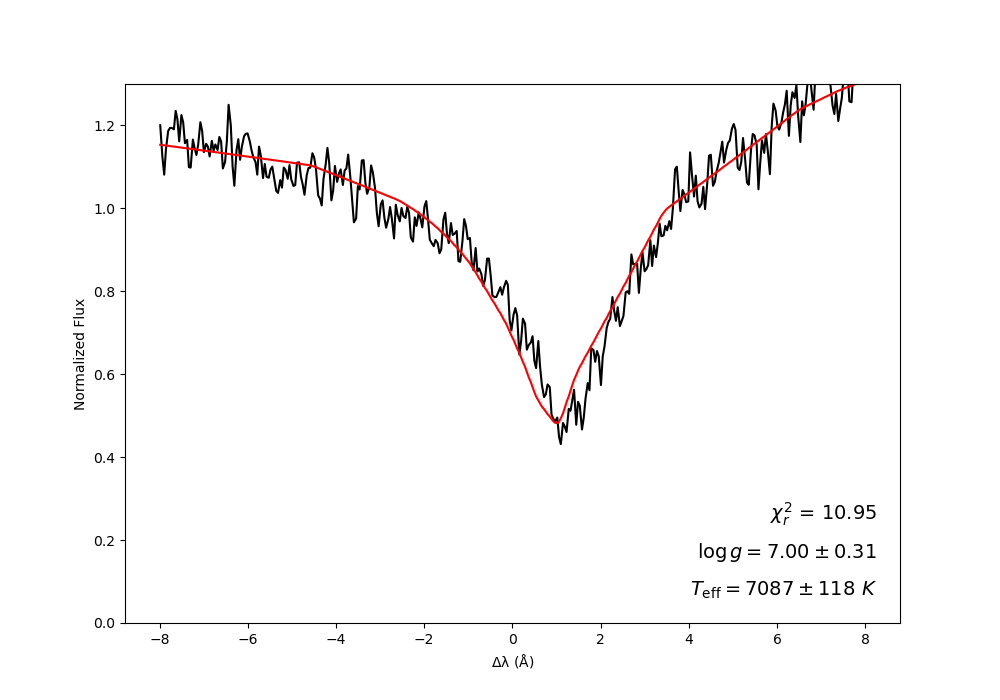 1.2
1.0
0.8
0.6
0.4
0.2
0.0
Normalized Flux
χ²ᵣ = 10.95
log g = 7.00 ± 0.31
T_eff = 7087 ± 118 K
−8 −6 −4 −2 0 2 4 6 8
Δλ (Å)